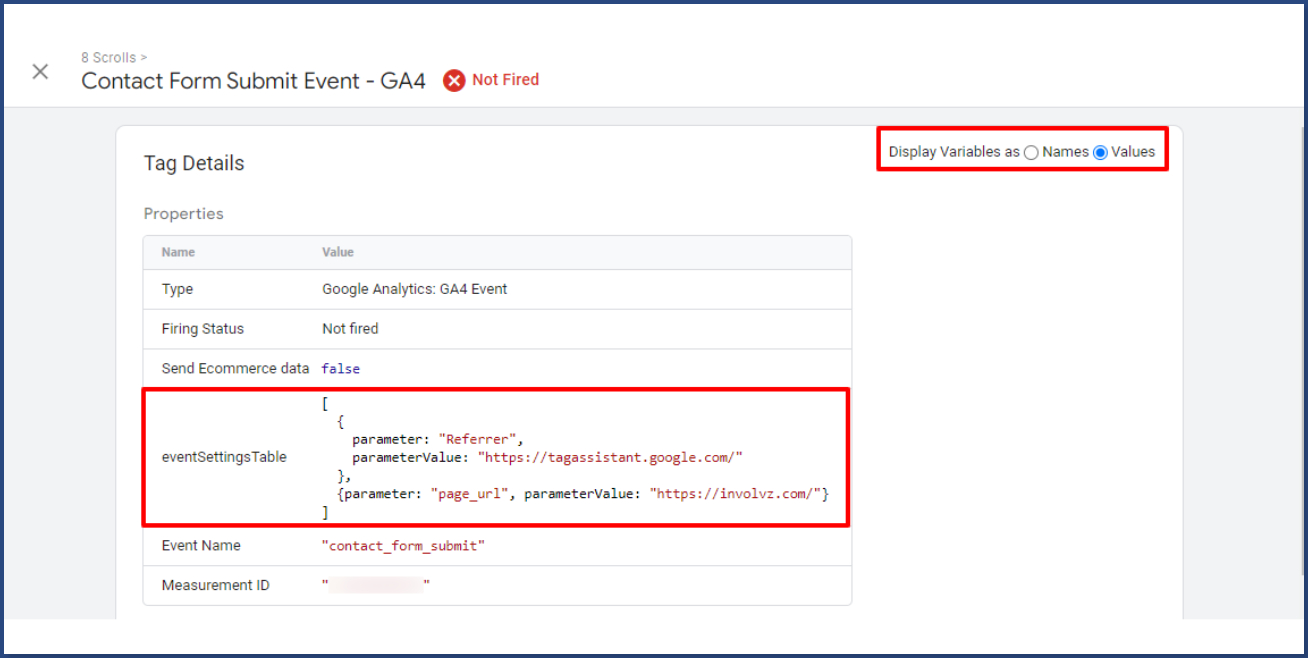 8 Scrolls >
Contact Form Submit Event - GA4 Not Fired
Display Variables as Names Values
Tag Details
Properties
Name Value
Type Google Analytics: GA4 Event
Firing Status Not fired
Send Ecommerce data false
eventSettingsTable
[
{
parameter: "Referrer",
parameterValue: "https://tagassistant.google.com/"
},
{parameter: "page_url", parameterValue: "https://involvz.com/"}
]
Event Name "contact_form_submit"
Measurement ID " "